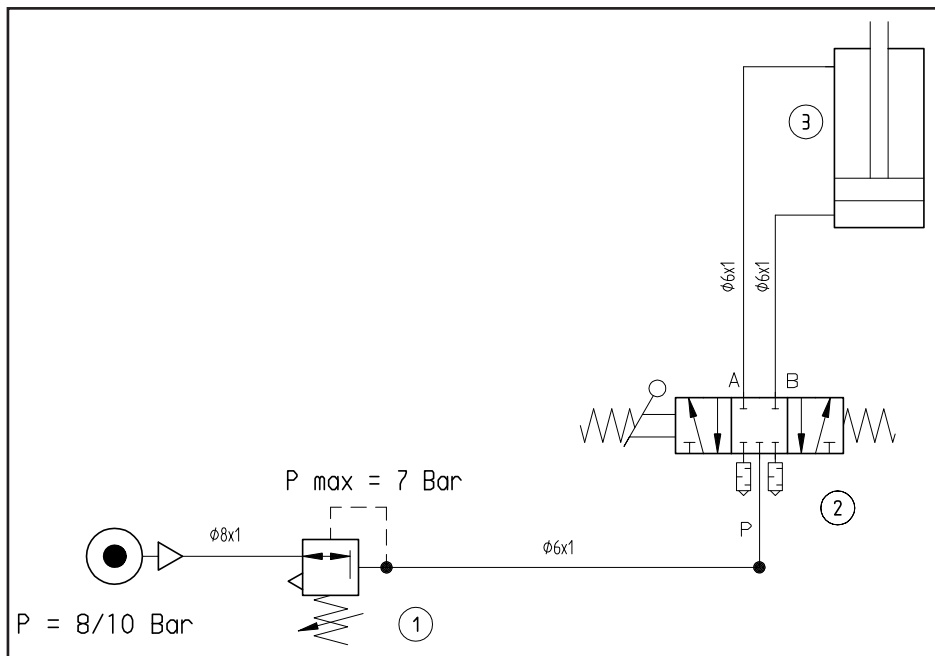 3
φ6x1
φ6x1
A
B
P max = 7 Bar
2
P
φ8x1
φ6x1
P = 8/10 Bar
1